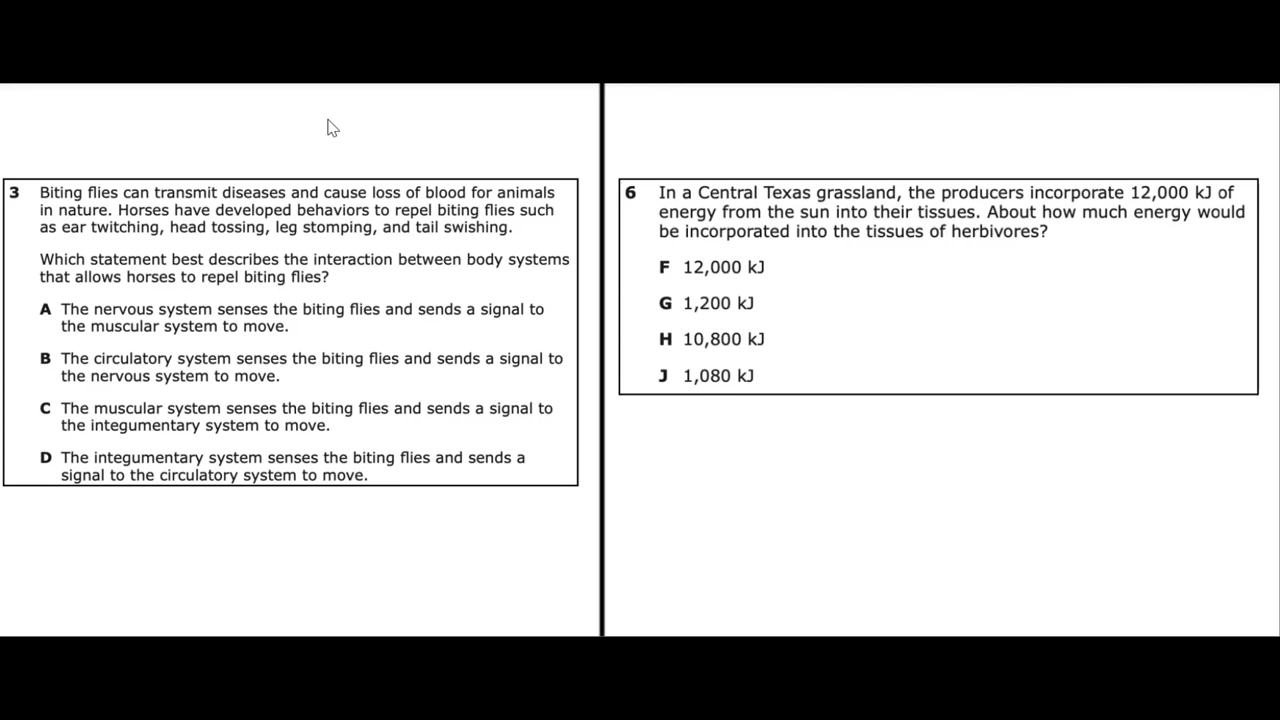 3 Biting flies can transmit diseases and cause loss of blood for animals
in nature. Horses have developed behaviors to repel biting flies such
as ear twitching, head tossing, leg stomping, and tail swishing.
Which statement best describes the interaction between body systems
that allows horses to repel biting flies?
A The nervous system senses the biting flies and sends a signal to
the muscular system to move.
B The circulatory system senses the biting flies and sends a signal to
the nervous system to move.
C The muscular system senses the biting flies and sends a signal to
the integumentary system to move.
D The integumentary system senses the biting flies and sends a
signal to the circulatory system to move.
6 In a Central Texas grassland, the producers incorporate 12,000 kJ of
energy from the sun into their tissues. About how much energy would
be incorporated into the tissues of herbivores?
F 12,000 kJ
G 1,200 kJ
H 10,800 kJ
J 1,080 kJ